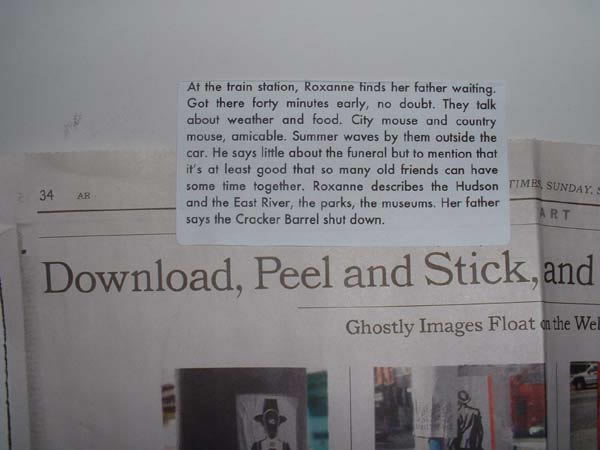 At the train station, Roxanne finds her father waiting.
Got there forty minutes early, no doubt. They talk
about weather and food. City mouse and country
mouse, amicable. Summer waves by them outside the
car. He says little about the funeral but to mention that
it's at least good that so many old friends can have
some time together. Roxanne describes the Hudson
and the East River, the parks, the museums. Her father
says the Cracker Barrel shut down.
34 AR
TIMES, SUNDAY,
ART
Download, Peel and Stick, and
Ghostly Images Float on the